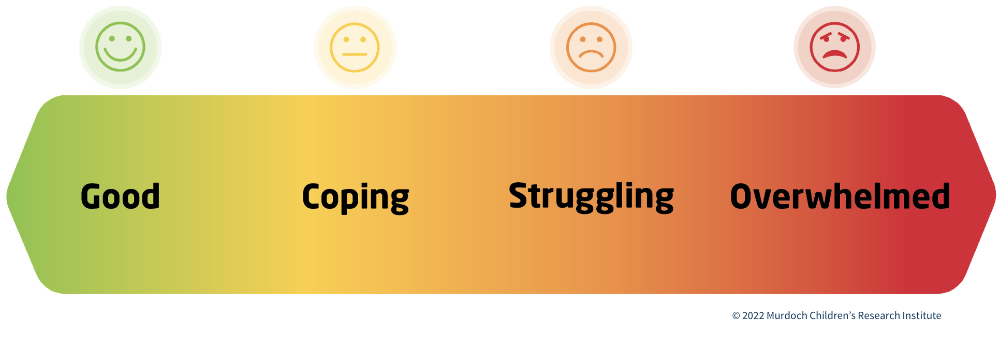 Good Coping Struggling Overwhelmed
© 2022 Murdoch Children’s Research Institute